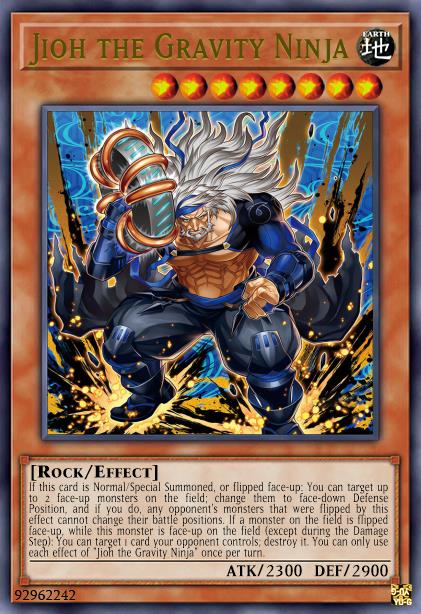 Jioh the Gravity Ninja
EARTH
地
[Rock/Effect]
If this card is Normal/Special Summoned, or flipped face-up: You can target up
to 2 face-up monsters on the field; change them to face-down Defense
Position, and if you do, any opponent's monsters that were flipped by this
effect cannot change their battle positions. If a monster on the field is flipped
face-up, while this monster is face-up on the field (except during the Damage
Step): You can target 1 card your opponent controls; destroy it. You can only use
each effect of "Jioh the Gravity Ninja" once per turn.
ATK/2300 DEF/2900
92962242